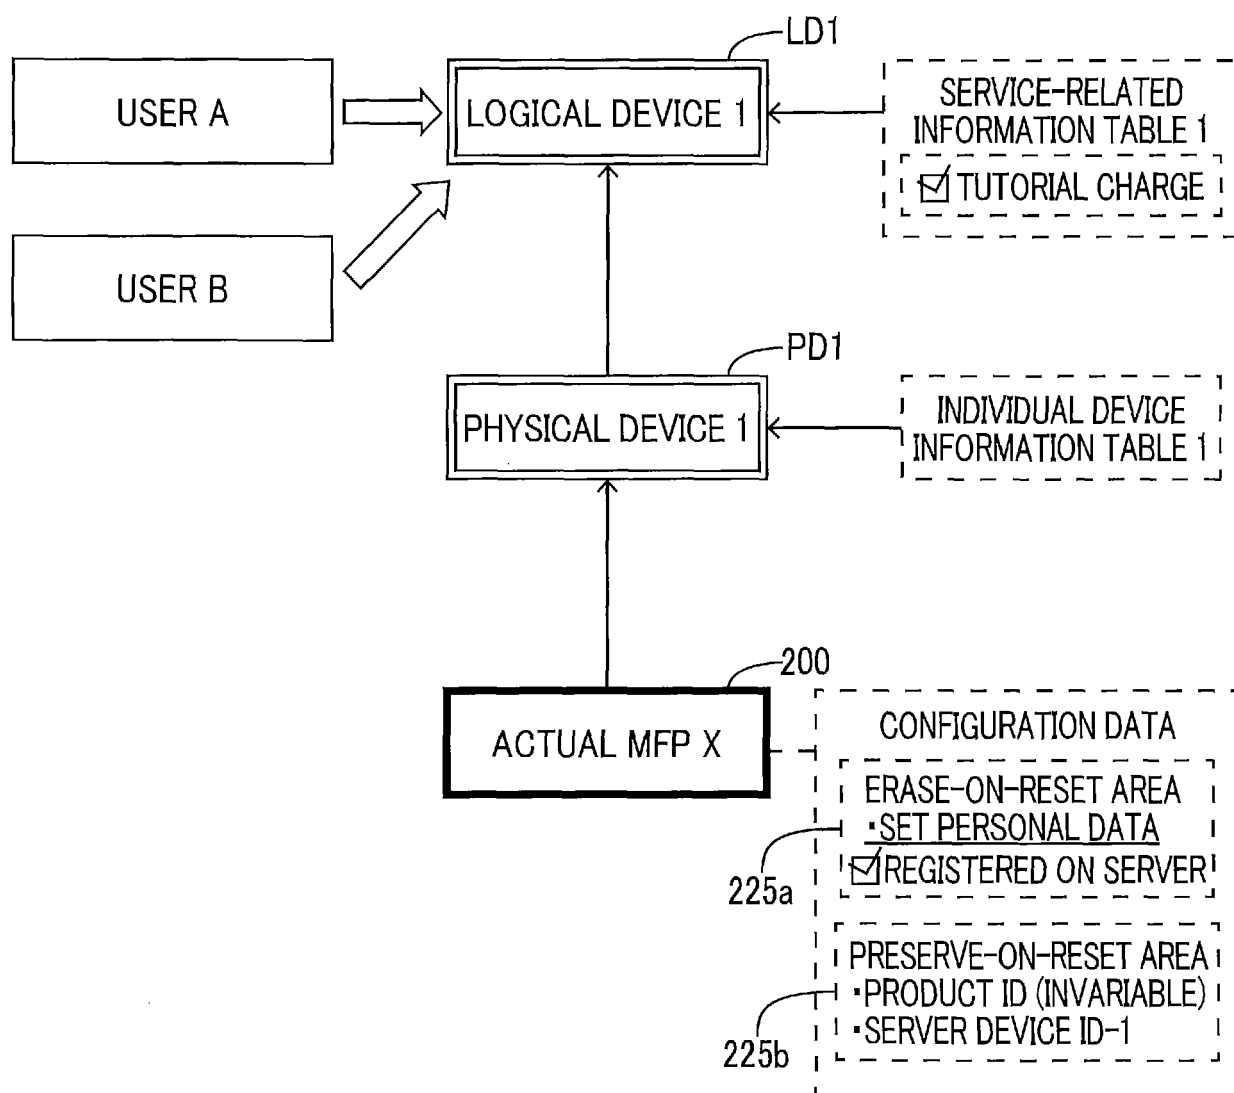 LD1
USER A
LOGICAL DEVICE 1
SERVICE-RELATED
INFORMATION TABLE 1
TUTORIAL CHARGE
USER B
PD1
PHYSICAL DEVICE 1
INDIVIDUAL DEVICE
INFORMATION TABLE 1
200
ACTUAL MFP X
CONFIGURATION DATA
ERASE-ON-RESET AREA
・SET PERSONAL DATA
REGISTERED ON SERVER
225a
PRESERVE-ON-RESET AREA
・PRODUCT ID (INVARIABLE)
・SERVER DEVICE ID-1
225b